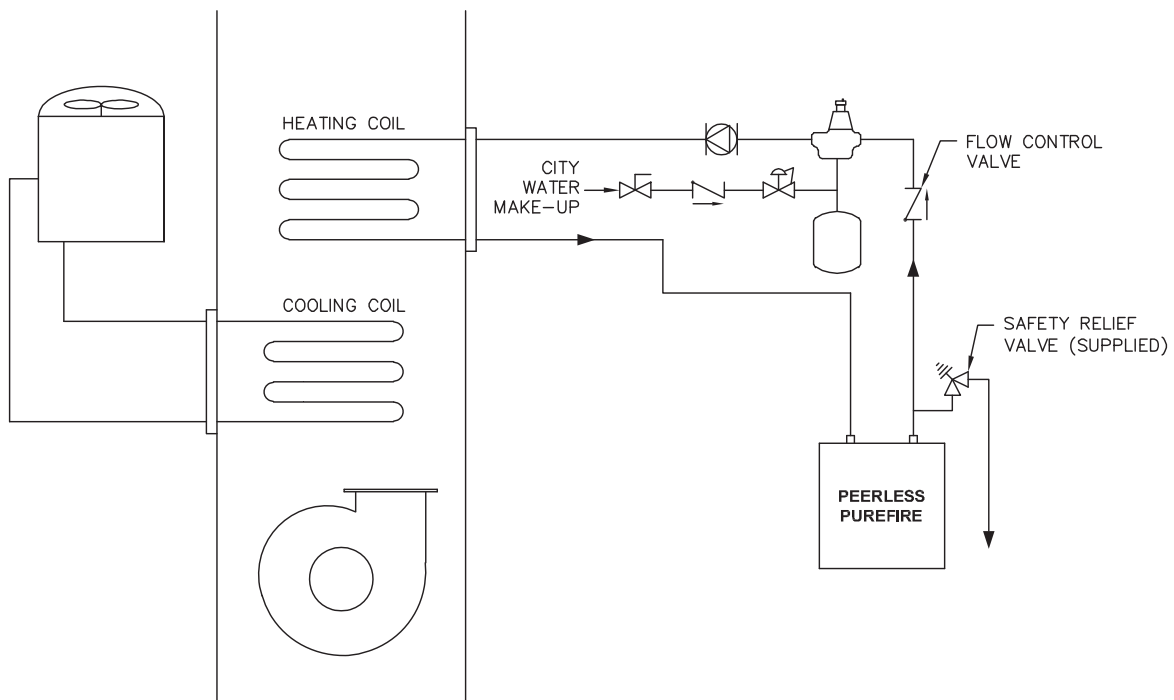 HEATING COIL
CITY
WATER
MAKE-UP
FLOW CONTROL
VALVE
COOLING COIL
SAFETY RELIEF
VALVE (SUPPLIED)
PEERLESS
PUREFIRE